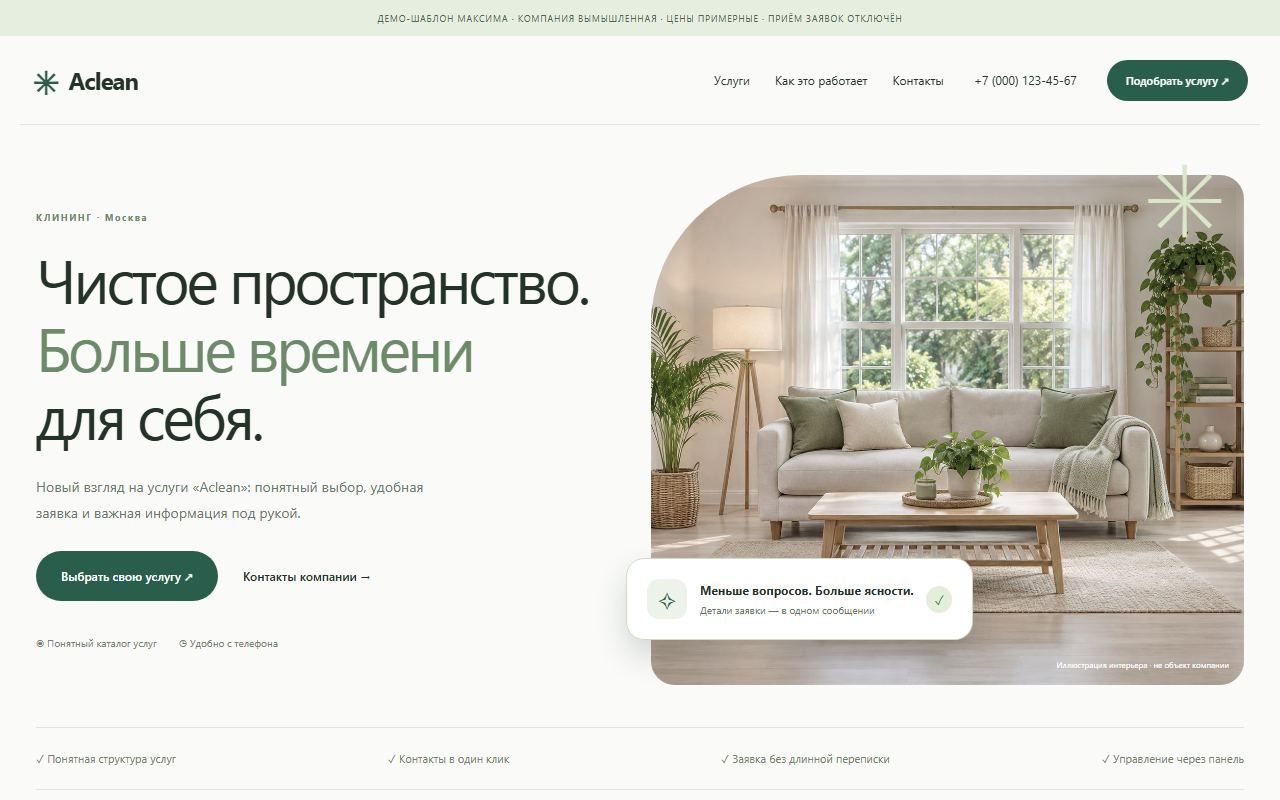 ДЕМО-ШАБЛОН МАКСИМА · КОМПАНИЯ ВЫМЫШЛЕННАЯ · ЦЕНЫ ПРИМЕРНЫЕ · ПРИЁМ ЗАЯВОК ОТКЛЮЧЁН
Aclean
Услуги
Как это работает
Контакты
+7 (000) 123-45-67
Подобрать услугу ↗
КЛИНИНГ · Москва
Чистое пространство.
Больше времени
для себя.
Новый взгляд на услуги «Aclean»: понятный выбор, удобная
заявка и важная информация под рукой.
Выбрать свою услугу ↗
Контакты компании →
◉ Понятный каталог услуг
◷ Удобно с телефона
Меньше вопросов. Больше ясности.
Детали заявки — в одном сообщении
✓
Иллюстрация интерьера · не объект компании
✓ Понятная структура услуг
✓ Контакты в один клик
✓ Заявка без длинной переписки
✓ Управление через панель